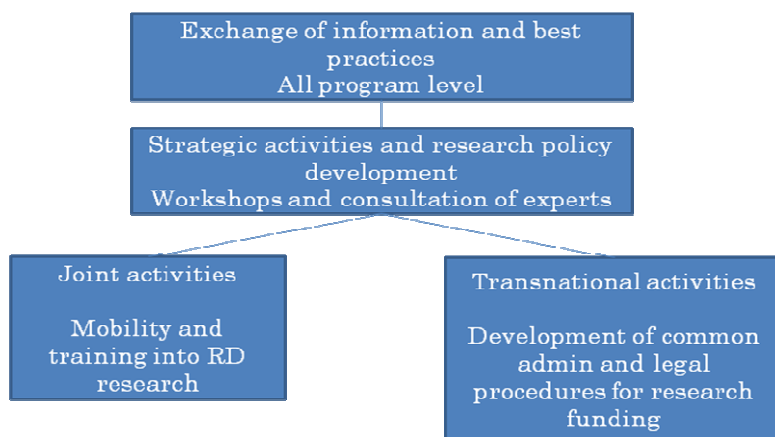 Exchange of information and best
practices
All program level
Strategic activities and research policy
development
Workshops and consultation of experts
Joint activities
Mobility and
training into RD
research
Transnational activities
Development of common
admin and legal
procedures for research
funding